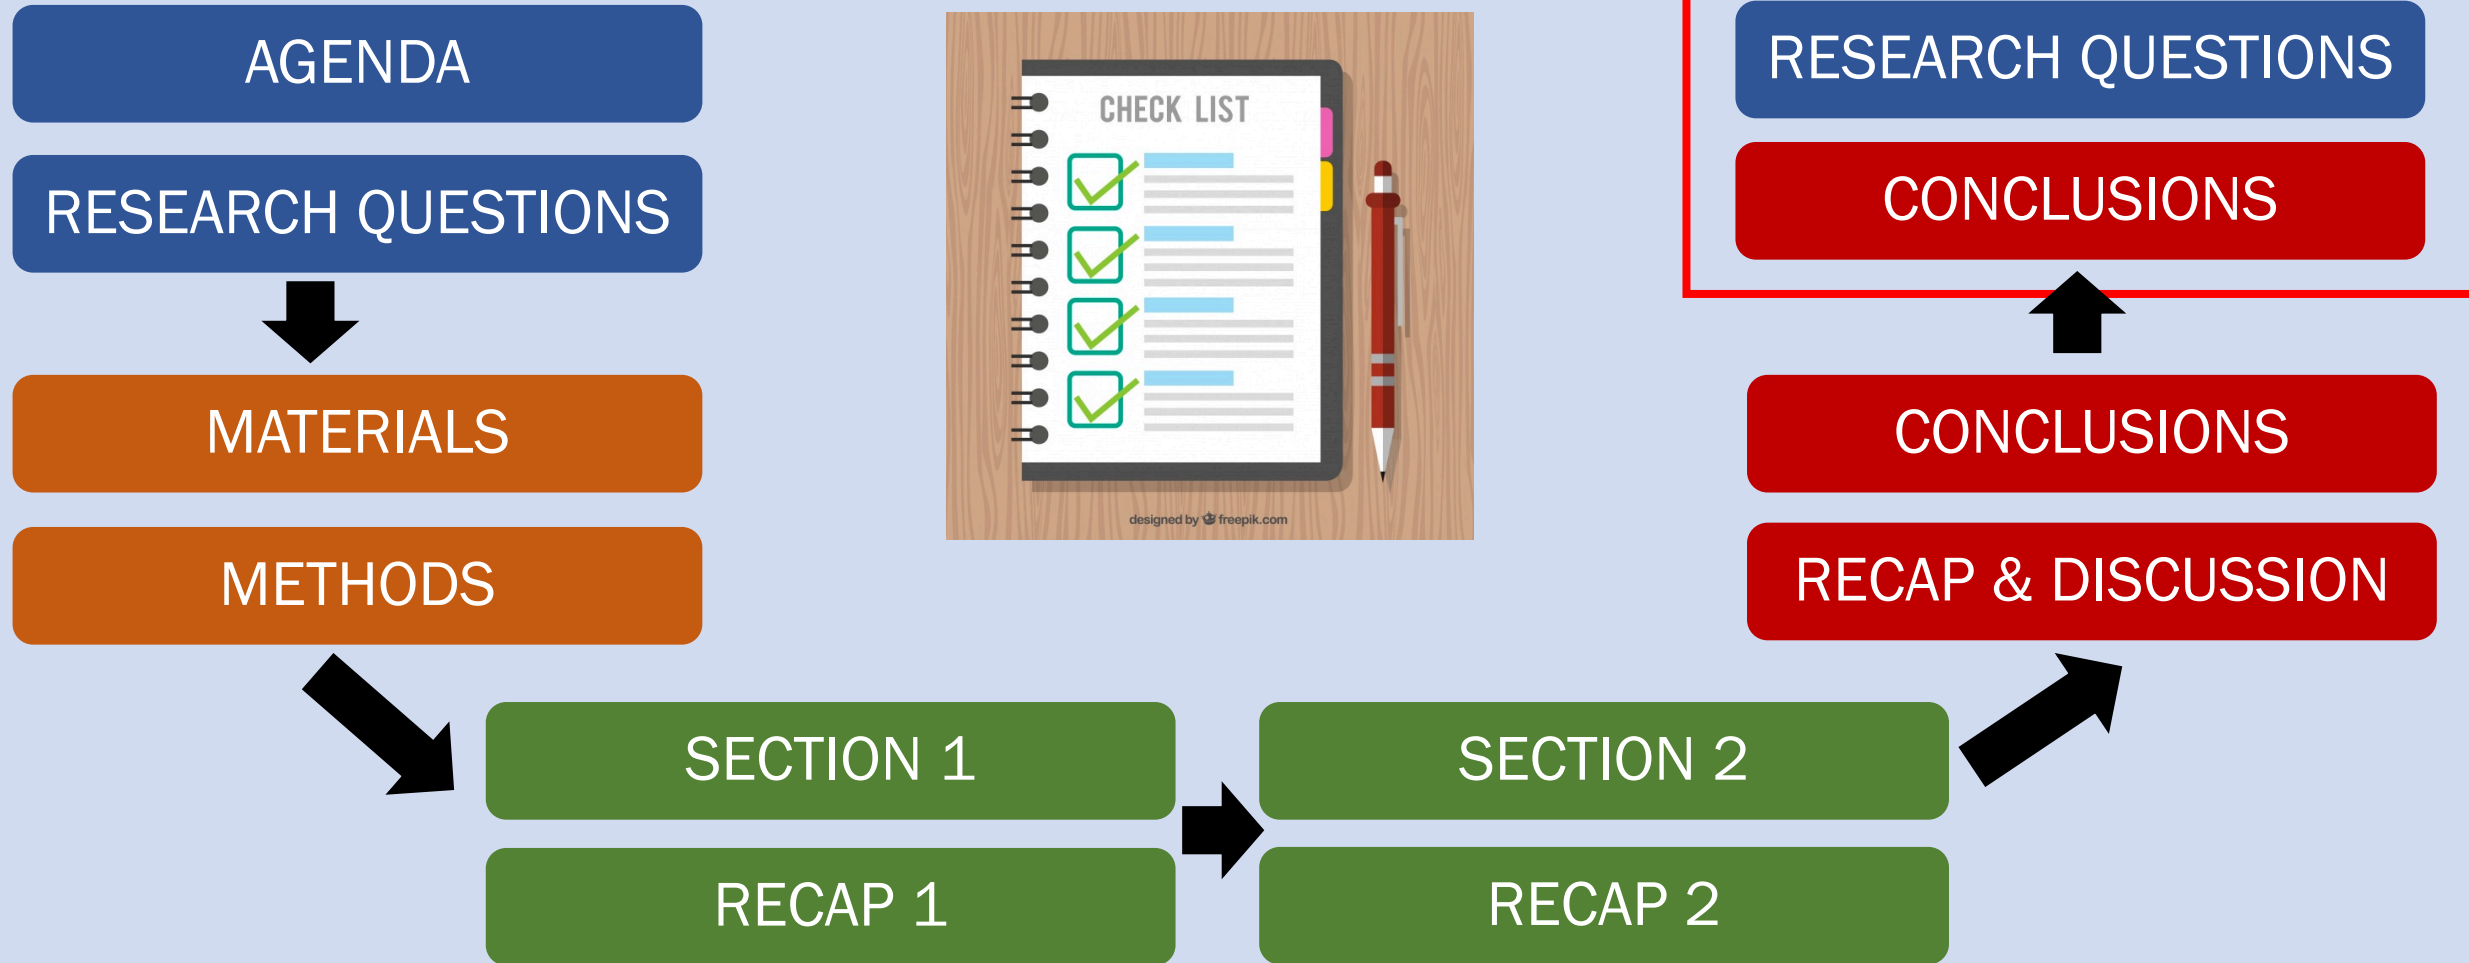 AGENDA
RESEARCH QUESTIONS
MATERIALS
METHODS
CHECK LIST
designed by freepik.com
SECTION 1
RECAP 1
SECTION 2
RECAP 2
RESEARCH QUESTIONS
CONCLUSIONS
CONCLUSIONS
RECAP & DISCUSSION